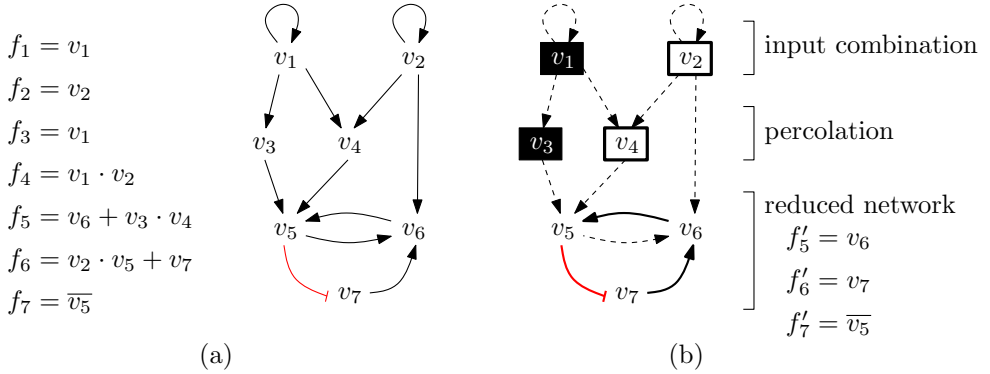 f₁ = v₁
f₂ = v₂
f₃ = v₁
f₄ = v₁ · v₂
f₅ = v₆ + v₃ · v₄
f₆ = v₂ · v₅ + v₇
f₇ = v̅₅
v₁ v₂
v₃ v₄
v₅ v₆
v₇
(a)
v₁ v₂ input combination
v₃ v₄ percolation
reduced network
v₅ v₆
f′₅ = v₆
f′₆ = v₇
v₇
f′₇ = v̅₅
(b)